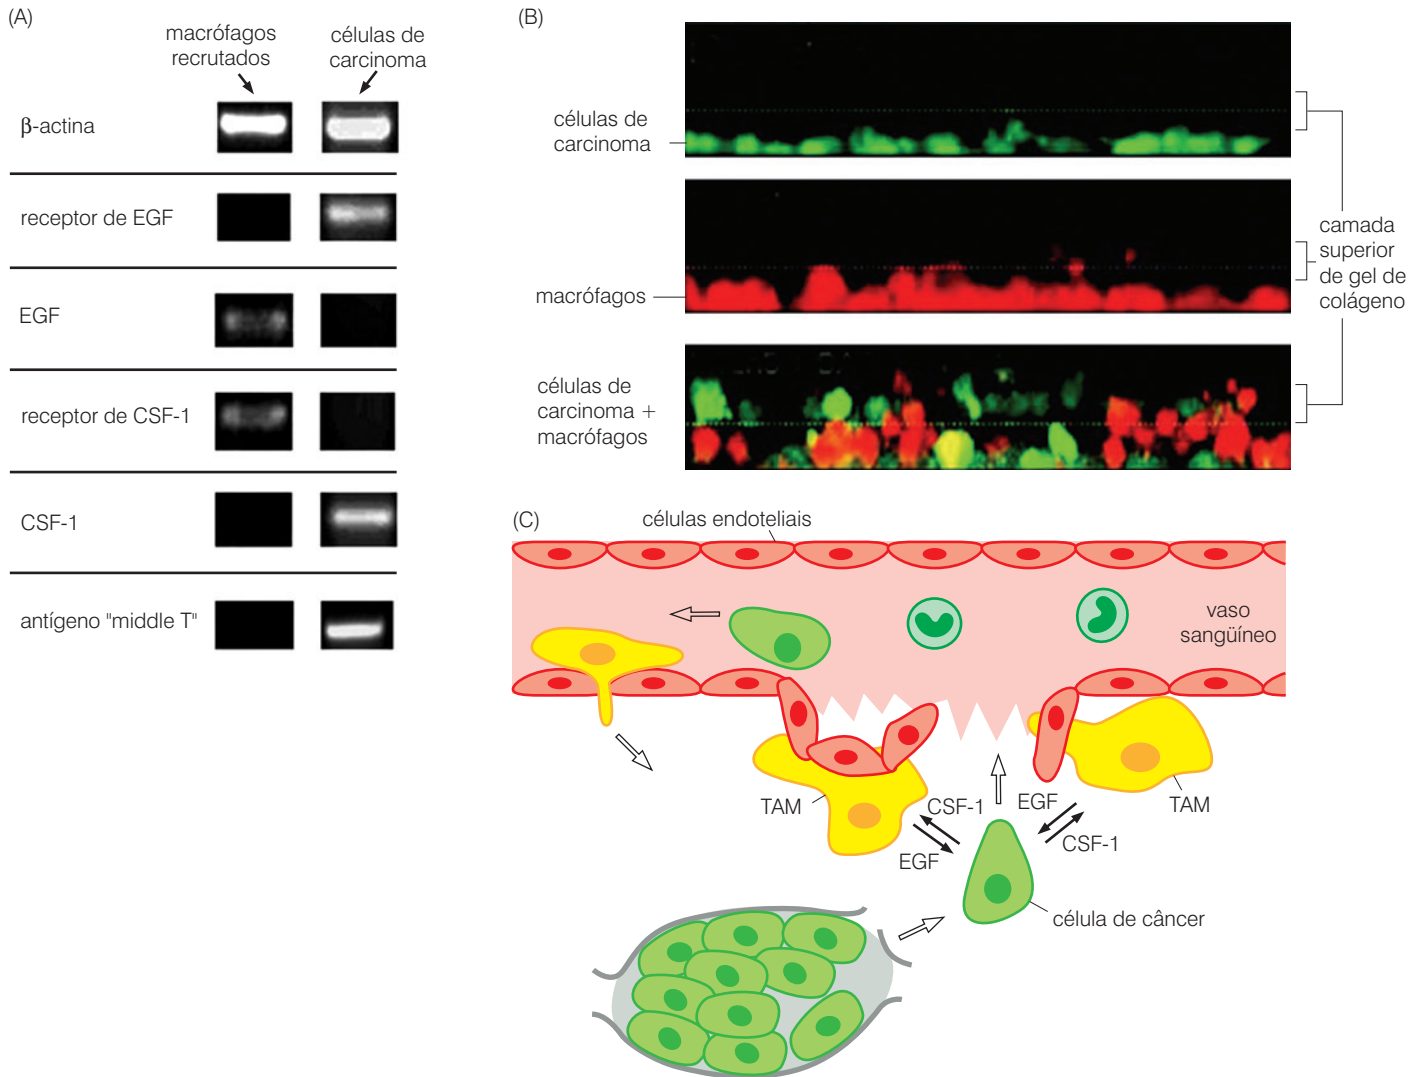 (A)
macrófagos
recrutados
células de
carcinoma
β-actina
receptor de EGF
EGF
receptor de CSF-1
CSF-1
antígeno "middle T"
(B)
células de
carcinoma
macrófagos
células de
carcinoma +
macrófagos
camada
superior
de gel de
colágeno
(C)
células endoteliais
vaso
sangüíneo
TAM
CSF-1
EGF
EGF
CSF-1
TAM
célula de câncer